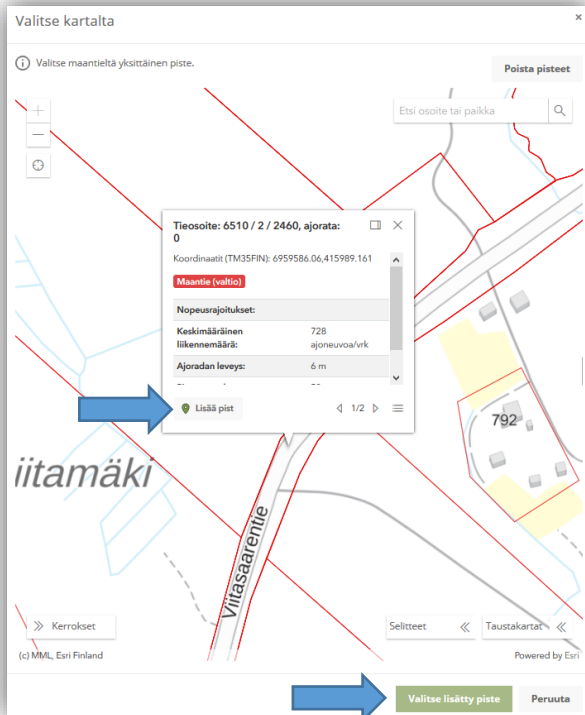 Valitse kartalta
Valitse maantieltä yksittäinen piste.
Poista pisteet
Etsi osoite tai paikka
Tieosoite: 6510 / 2 / 2460, ajorata:
0
Koordinaatit (TM35FIN): 6959586.06,415989.161
Maantie (valtio)
Nopeusrajoitukset:
Keskimääräinen 728
liikennemäärä: ajoneuvoa/vrk
Ajoradan leveys: 6 m
Lisää pist
1/2
792
iitamäki
Viitasaarentie
Kerrokset
Selitteet
Taustakartat
(c) MML, Esri Finland
Powered by Esri
Valitse lisätty piste
Peruuta